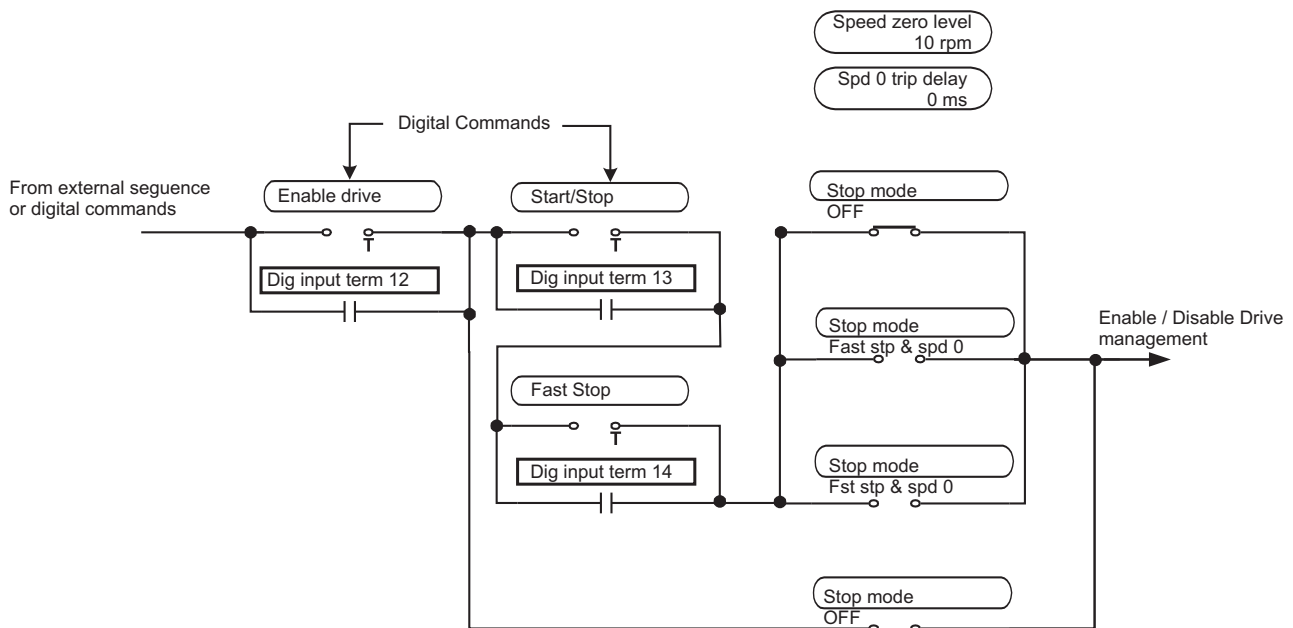 Speed zero level
10 rpm
Spd 0 trip delay
0 ms
Digital Commands
From external seguence
or digital commands
Enable drive
Start/Stop
Stop mode
OFF
T
T
Dig input term 12
Dig input term 13
Stop mode
Fast stp & spd 0
Enable / Disable Drive
management
Fast Stop
T
Dig input term 14
Stop mode
Fst stp & spd 0
Stop mode
OFF